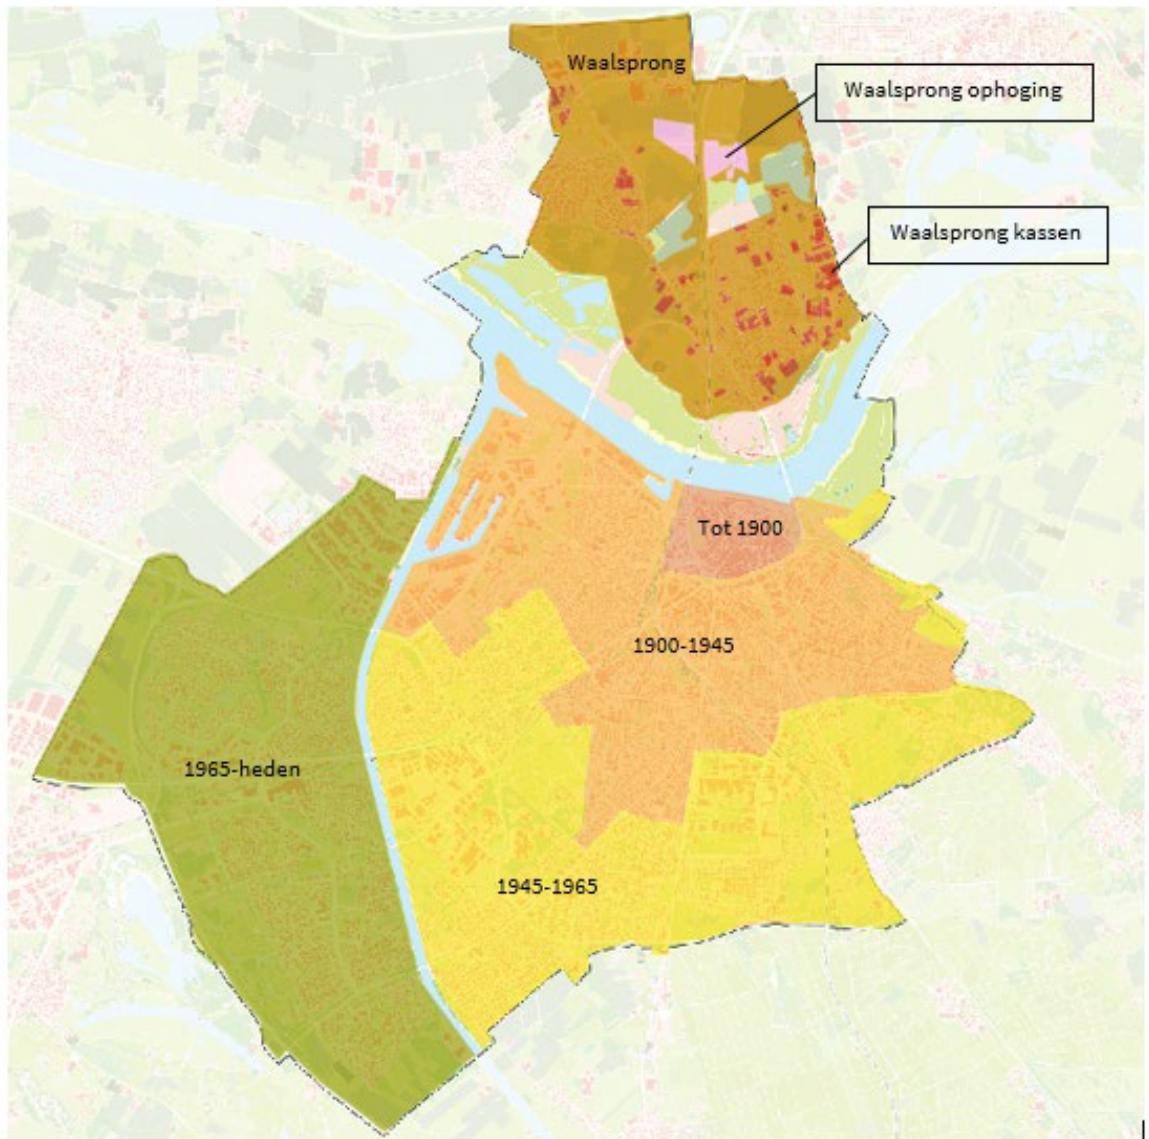 Waalsprong
Waalsprong ophoging
Waalsprong kassen
Tot 1900
1900-1945
1965-heden
1945-1965